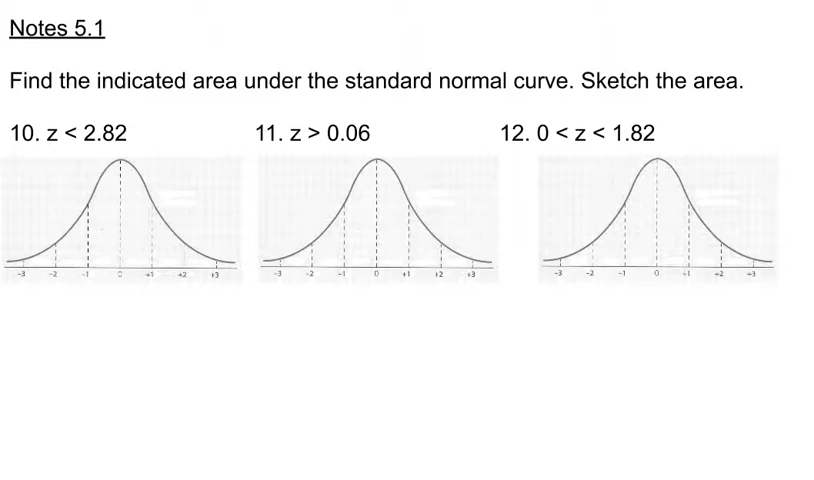 Notes 5.1
Find the indicated area under the standard normal curve. Sketch the area.
10. z < 2.82 11. z > 0.06 12. 0 < z < 1.82
-3 -2 -1 0 +1 +2 +3 -3 -2 -1 0 +1 +2 +3 -3 -2 -1 0 +1 +2 +3